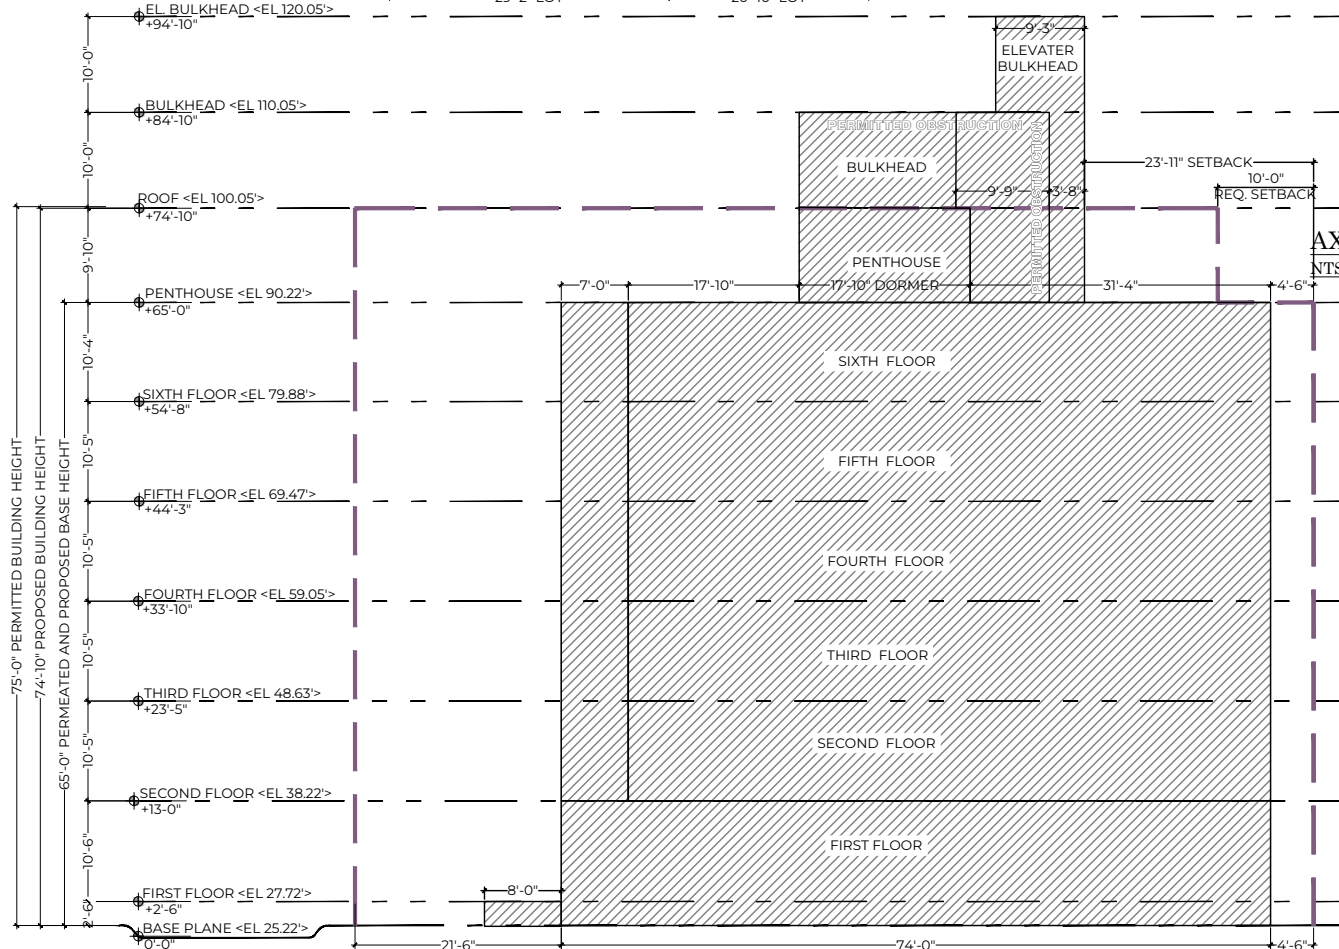 EL. BULKHEAD <EL 120.05'>
+94'-10"
9'-3"
ELEVATER
BULKHEAD
10'-0"
BULKHEAD <EL 110.05'>
+84'-10"
PERMITTED OBSTRUCTION
PERMITTED OBSTRUCTION
BULKHEAD
23'-11" SETBACK
10'-0"
REQ. SETBACK
10'-0"
9'-9"
3'-8"
ROOF <EL 100.05'>
+74'-10"
AX
NTS
9'-10"
PENTHOUSE
PENTHOUSE <EL 90.22'>
+65'-0"
7'-0"
17'-10"
17'-10" DORMER
31'-4"
4'-6"
10'-4"
SIXTH FLOOR
SIXTH FLOOR <EL 79.88'>
+54'-8"
10'-5"
FIFTH FLOOR
FIFTH FLOOR <EL 69.47'>
+44'-3"
10'-5"
FOURTH FLOOR
FOURTH FLOOR <EL 59.05'>
+33'-10"
75'-0" PERMITTED BUILDING HEIGHT
74'-10" PROPOSED BUILDING HEIGHT
65'-0" PERMEATED AND PROPOSED BASE HEIGHT
10'-5"
THIRD FLOOR
THIRD FLOOR <EL 48.63'>
+23'-5"
10'-5"
SECOND FLOOR
SECOND FLOOR <EL 38.22'>
+13-0"
10'-6"
FIRST FLOOR
FIRST FLOOR <EL 27.72'>
+2'-6"
8'-0"
2'-6"
BASE PLANE <EL 25.22'>
0'-0"
21'-6"
74'-0"
4'-6"